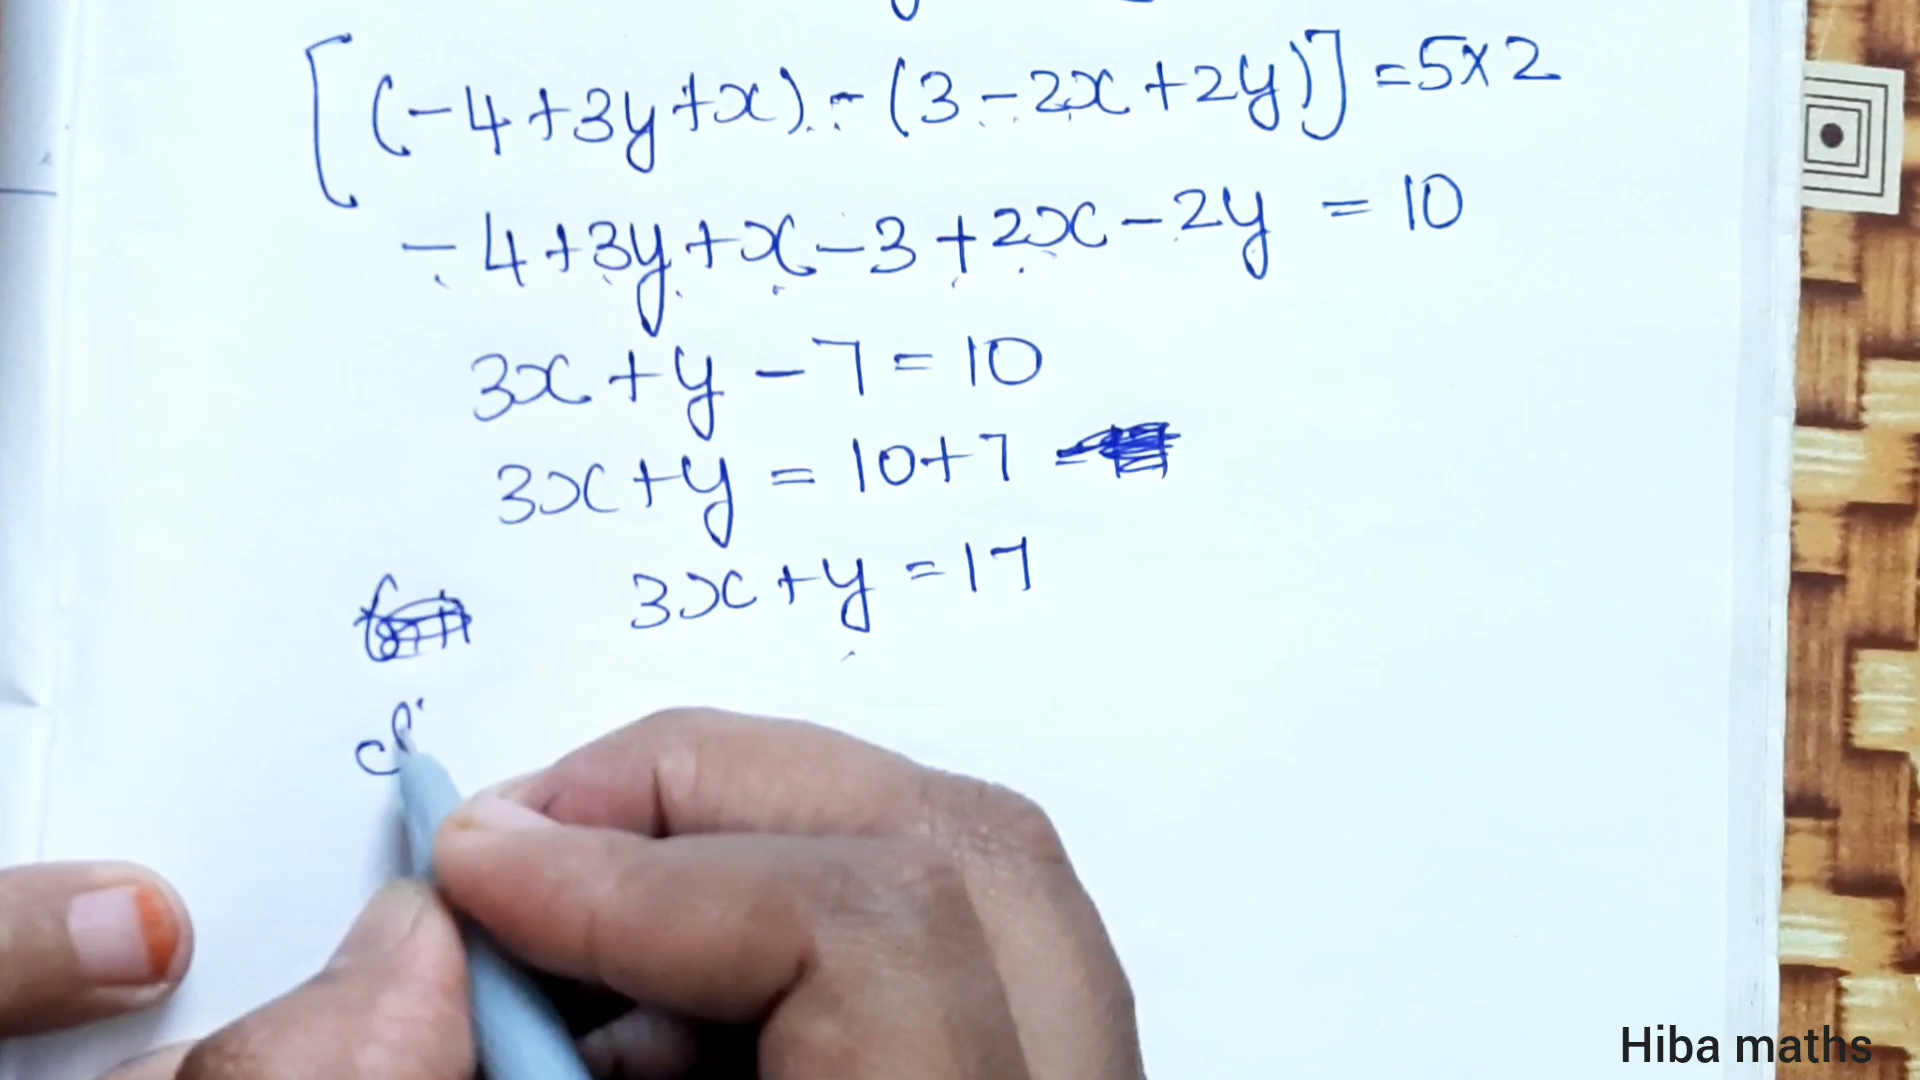 [(-4+3y+x) - (3-2x+2y)] = 5×2
-4+3y+x-3+2x-2y = 10
3x+y-7=10
3x+y = 10+7
3x+y=17
Hiba maths